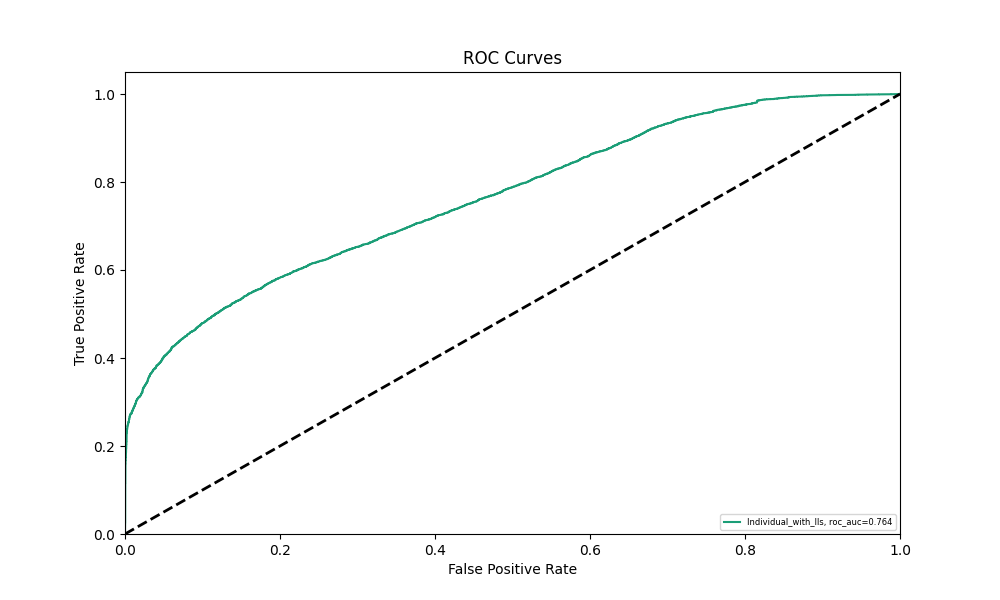 ROC Curves
True Positive Rate
1.0
0.8
0.6
0.4
0.2
0.0
0.0 0.2 0.4 0.6 0.8 1.0
False Positive Rate
Individual_with_lls, roc_auc=0.764